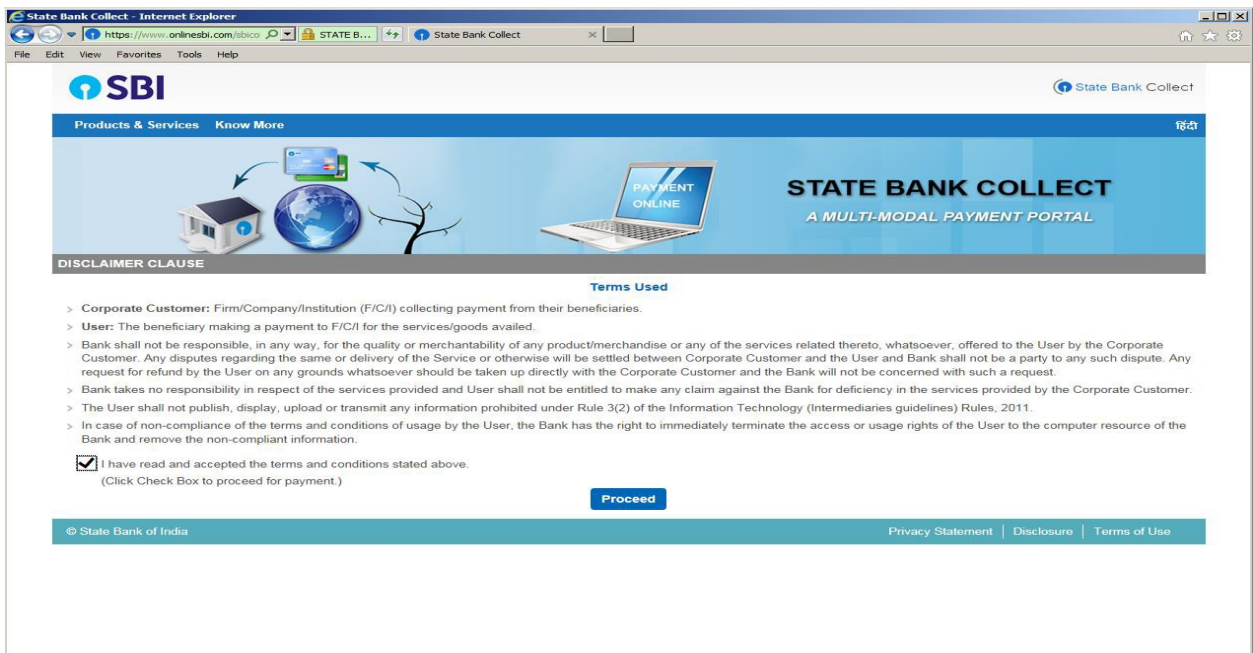 State Bank Collect - Internet Explorer
https://www.onlinesbi.com/sbico STATE B... State Bank Collect
File Edit View Favorites Tools Help
SBI
State Bank Collect
Products & Services Know More हिंदी
PAYMENT
ONLINE
STATE BANK COLLECT
A MULTI-MODAL PAYMENT PORTAL
DISCLAIMER CLAUSE
Terms Used
> Corporate Customer: Firm/Company/Institution (F/C/I) collecting payment from their beneficiaries.
> User: The beneficiary making a payment to F/C/I for the services/goods availed.
> Bank shall not be responsible, in any way, for the quality or merchantability of any product/merchandise or any of the services related thereto, whatsoever, offered to the User by the Corporate
Customer. Any disputes regarding the same or delivery of the Service or otherwise will be settled between Corporate Customer and the User and Bank shall not be a party to any such dispute. Any
request for refund by the User on any grounds whatsoever should be taken up directly with the Corporate Customer and the Bank will not be concerned with such a request.
> Bank takes no responsibility in respect of the services provided and User shall not be entitled to make any claim against the Bank for deficiency in the services provided by the Corporate Customer.
> The User shall not publish, display, upload or transmit any information prohibited under Rule 3(2) of the Information Technology (Intermediaries guidelines) Rules, 2011.
> In case of non-compliance of the terms and conditions of usage by the User, the Bank has the right to immediately terminate the access or usage rights of the User to the computer resource of the
Bank and remove the non-compliant information.
I have read and accepted the terms and conditions stated above.
(Click Check Box to proceed for payment.)
Proceed
© State Bank of India Privacy Statement | Disclosure | Terms of Use